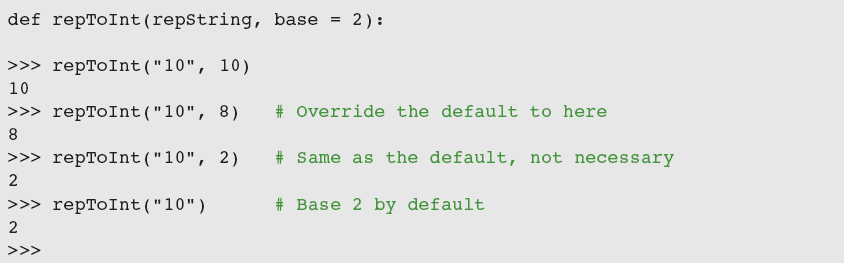 def repToInt(repString, base = 2):
>>> repToInt("10", 10)
10
>>> repToInt("10", 8)   # Override the default to here
8
>>> repToInt("10", 2)   # Same as the default, not necessary
2
>>> repToInt("10")      # Base 2 by default
2
>>>